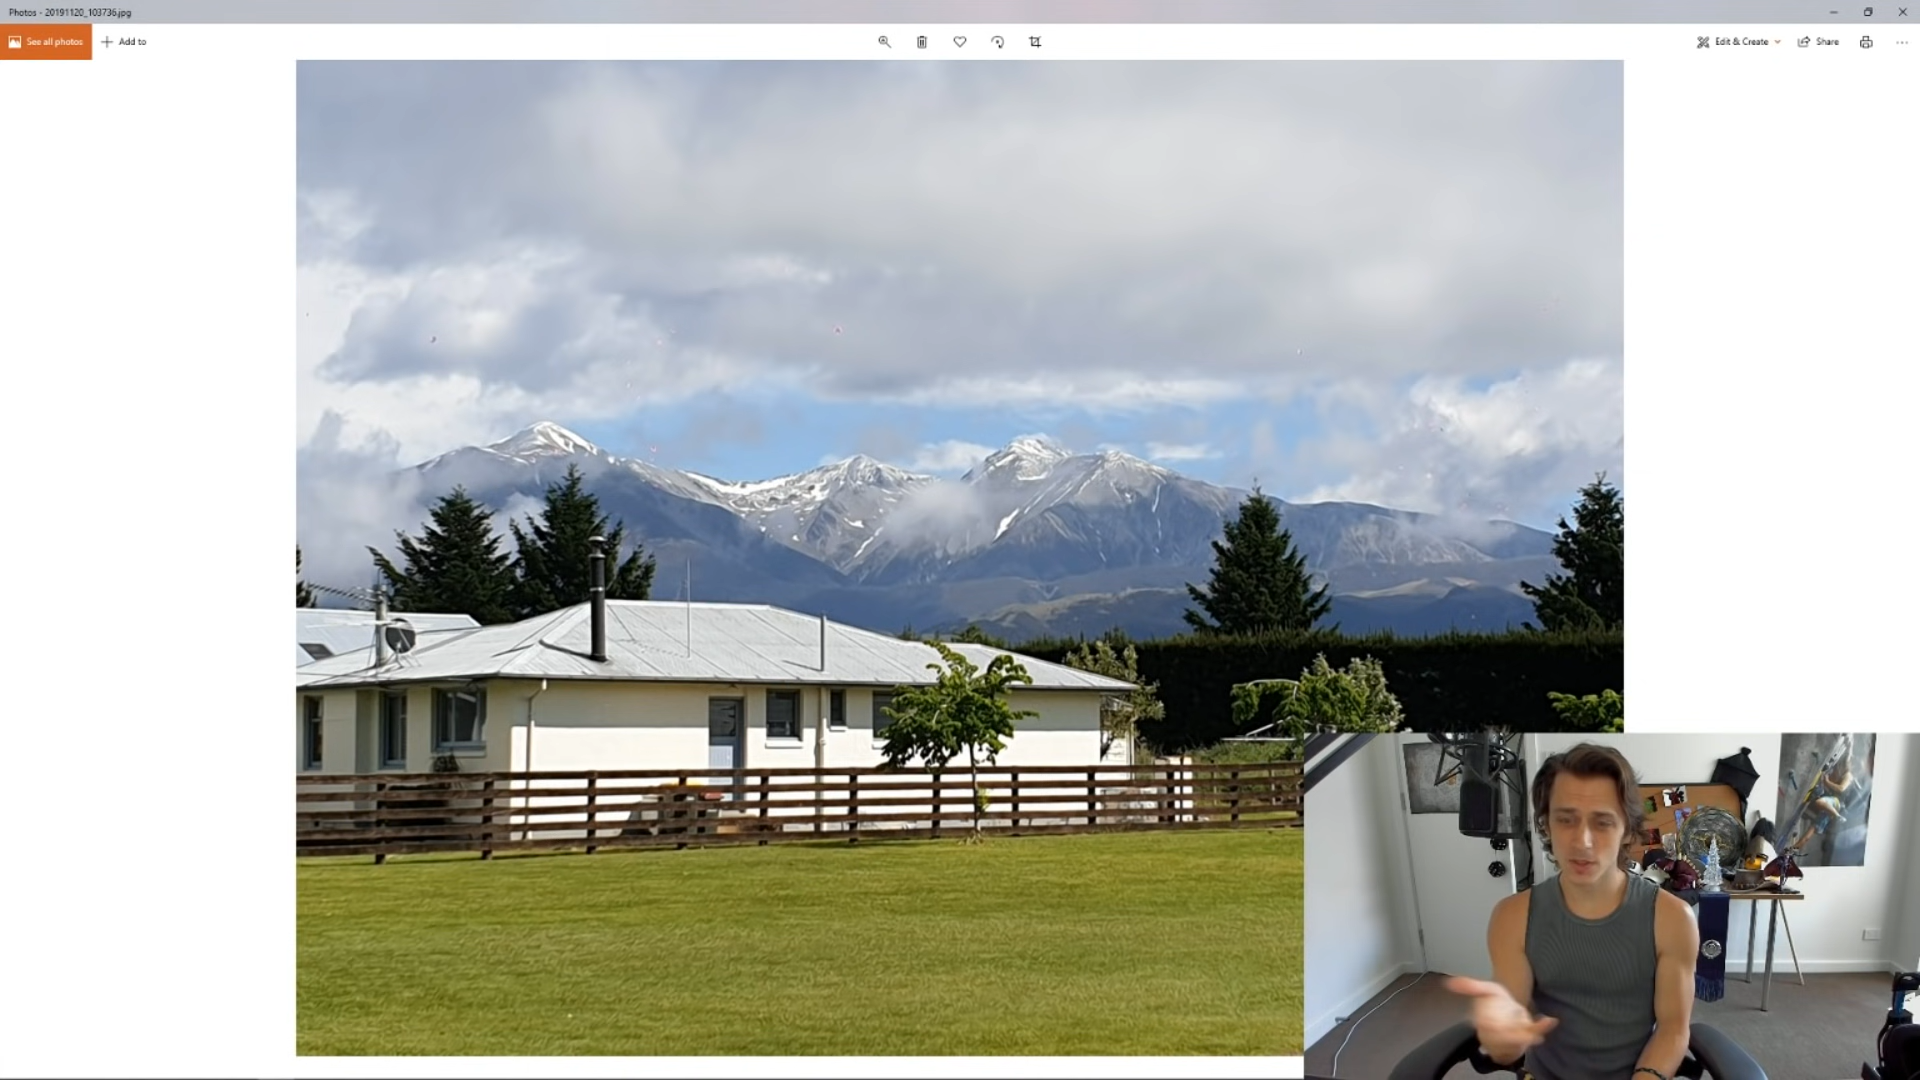 Photos - 20191120_103736.jpg
See all photos
Add to
Edit & Create
Share